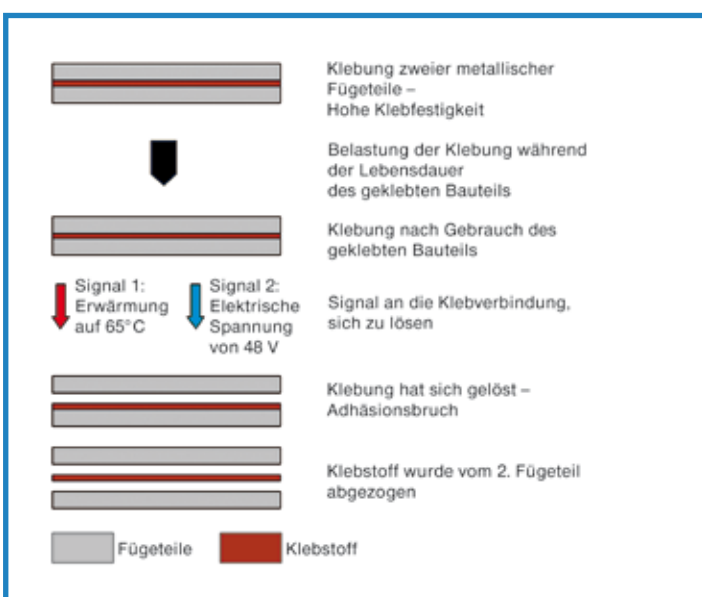 Klebung zweier metallischer
Fügeteile –
Hohe Klebfestigkeit
Belastung der Klebung während
der Lebensdauer
des geklebten Bauteils
Klebung nach Gebrauch des
geklebten Bauteils
Signal 1:
Erwärmung
auf 65° C
Signal 2:
Elektrische
Spannung
von 48 V
Signal an die Klebverbindung,
sich zu lösen
Klebung hat sich gelöst –
Adhäsionsbruch
Klebstoff wurde vom 2. Fügeteil
abgezogen
Fügeteile
Klebstoff